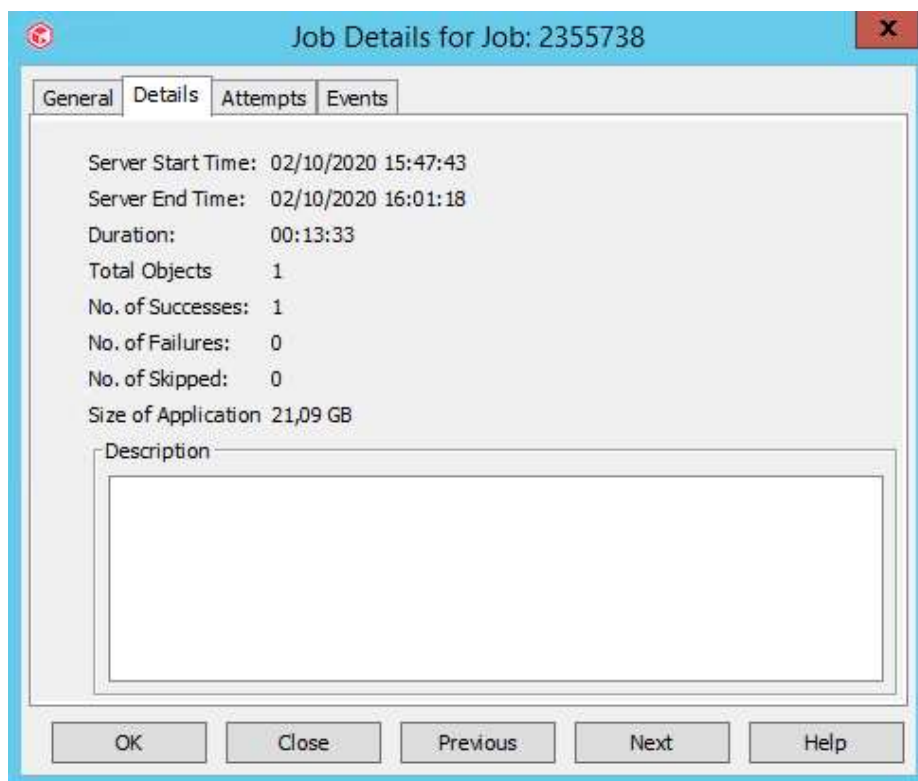 Job Details for Job: 2355738
x
General Details Attempts Events
Server Start Time: 02/10/2020 15:47:43
Server End Time: 02/10/2020 16:01:18
Duration: 00:13:33
Total Objects 1
No. of Successes: 1
No. of Failures: 0
No. of Skipped: 0
Size of Application 21,09 GB
Description
OK Close Previous Next Help